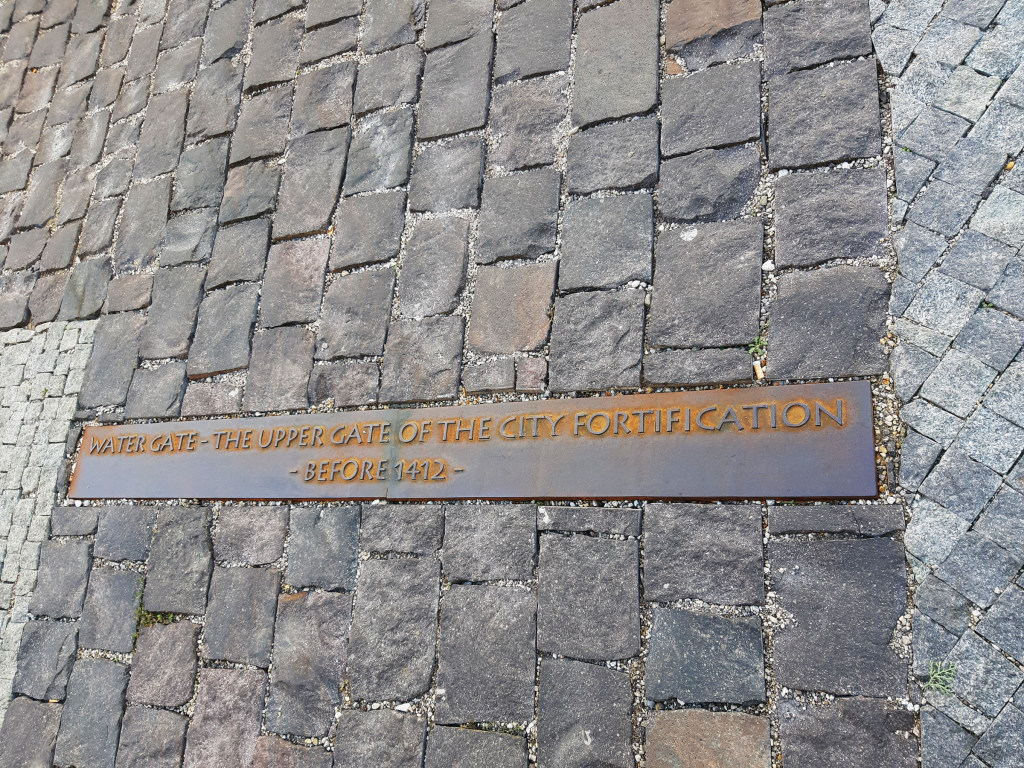 WATER GATE - THE UPPER GATE OF THE CITY FORTIFICATION
- BEFORE 1412 -